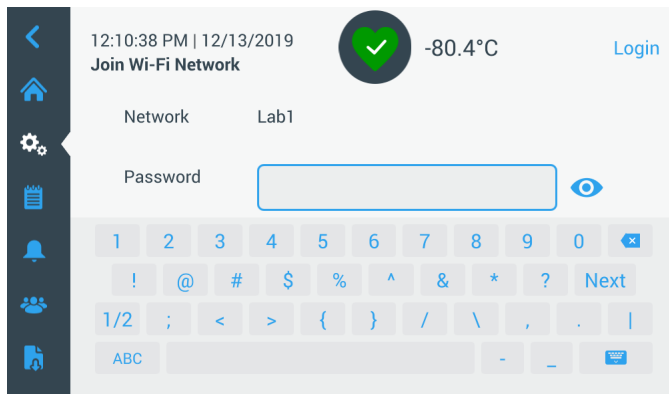 12:10:38 PM | 12/13/2019
-80.4°C
Login
Join Wi-Fi Network
Network Lab1
Password
1 2 3 4 5 6 7 8 9 0
! @ # $ % ^ & * ? Next
1/2 ; < > { } / \ , . |
ABC - _